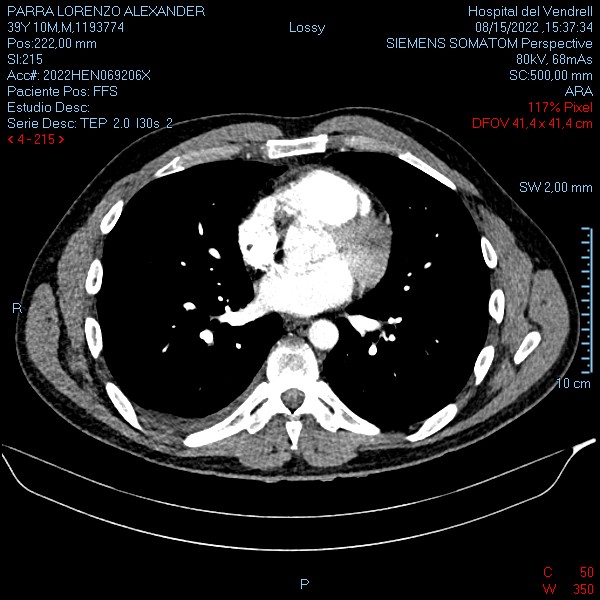 PARRA LORENZO ALEXANDER
39Y 10M,M,1193774
Pos:222,00 mm
SI:215
Acc#: 2022HEN069206X
Paciente Pos: FFS
Estudio Desc:
Serie Desc: TEP 2.0 I30s 2
< 4 - 215 >
Lossy
Hospital del Vendrell
08/15/2022 ,15:37:34
SIEMENS SOMATOM Perspective
80kV, 68mAs
SC:500,00 mm
ARA
117% Pixel
DFOV 41,4 x 41,4 cm
SW 2,00 mm
R
10 cm
P
C 50
W 350